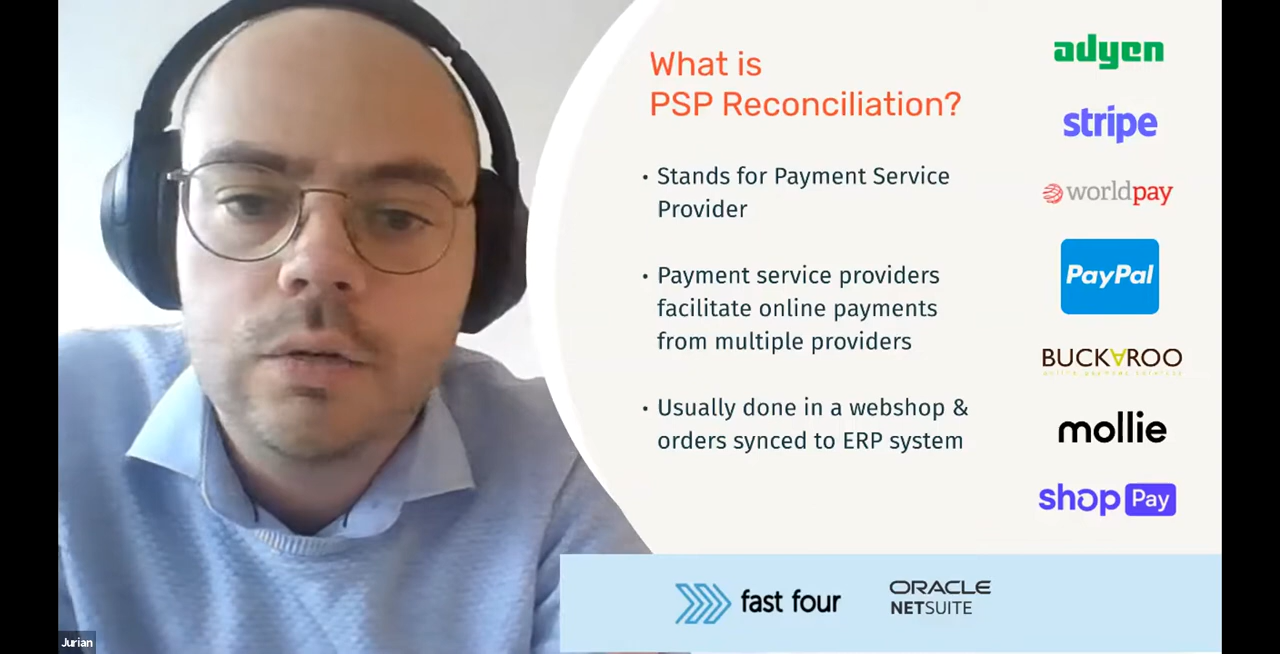 What is
PSP Reconciliation?
• Stands for Payment Service
Provider
• Payment service providers
facilitate online payments
from multiple providers
• Usually done in a webshop &
orders synced to ERP system
adyen
stripe
worldpay
PayPal
BUCKAROO
mollie
shop Pay
fast four
ORACLE
NETSUITE
Jurian